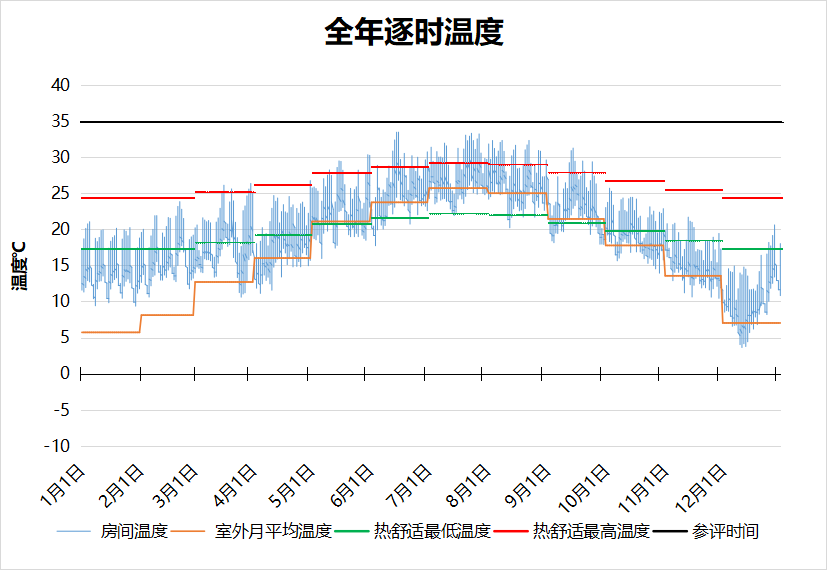 全年逐时温度
40
35
30
25
20
15
10
5
0
-5
-10
温度℃
1月1日
2月1日
3月1日
4月1日
5月1日
6月1日
7月1日
8月1日
9月1日
10月1日
11月1日
12月1日
房间温度 室外月平均温度 热舒适最低温度 热舒适最高温度 参评时间